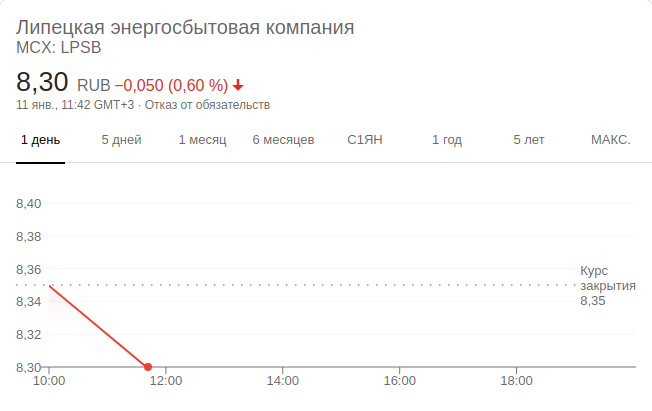 Липецкая энергосбытовая компания
MCX: LPSB
8,30 RUB −0,050 (0,60 %)
11 янв., 11:42 GMT+3 · Отказ от обязательств
1 день 5 дней 1 месяц 6 месяцев С1ЯН 1 год 5 лет МАКС.
8,40
8,38
8,36
8,34
8,32
8,30
Курс
закрытия
8,35
10:00 12:00 14:00 16:00 18:00